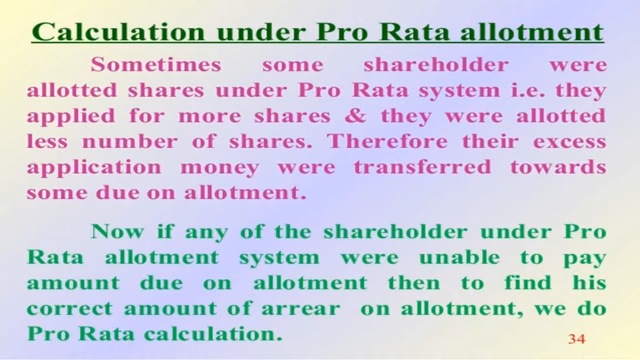 Calculation under Pro Rata allotment
Sometimes some shareholder were
allotted shares under Pro Rata system i.e. they
applied for more shares & they were allotted
less number of shares. Therefore their excess
application money were transferred towards
some due on allotment.
Now if any of the shareholder under Pro
Rata allotment system were unable to pay
amount due on allotment then to find his
correct amount of arrear on allotment, we do
Pro Rata calculation.
34